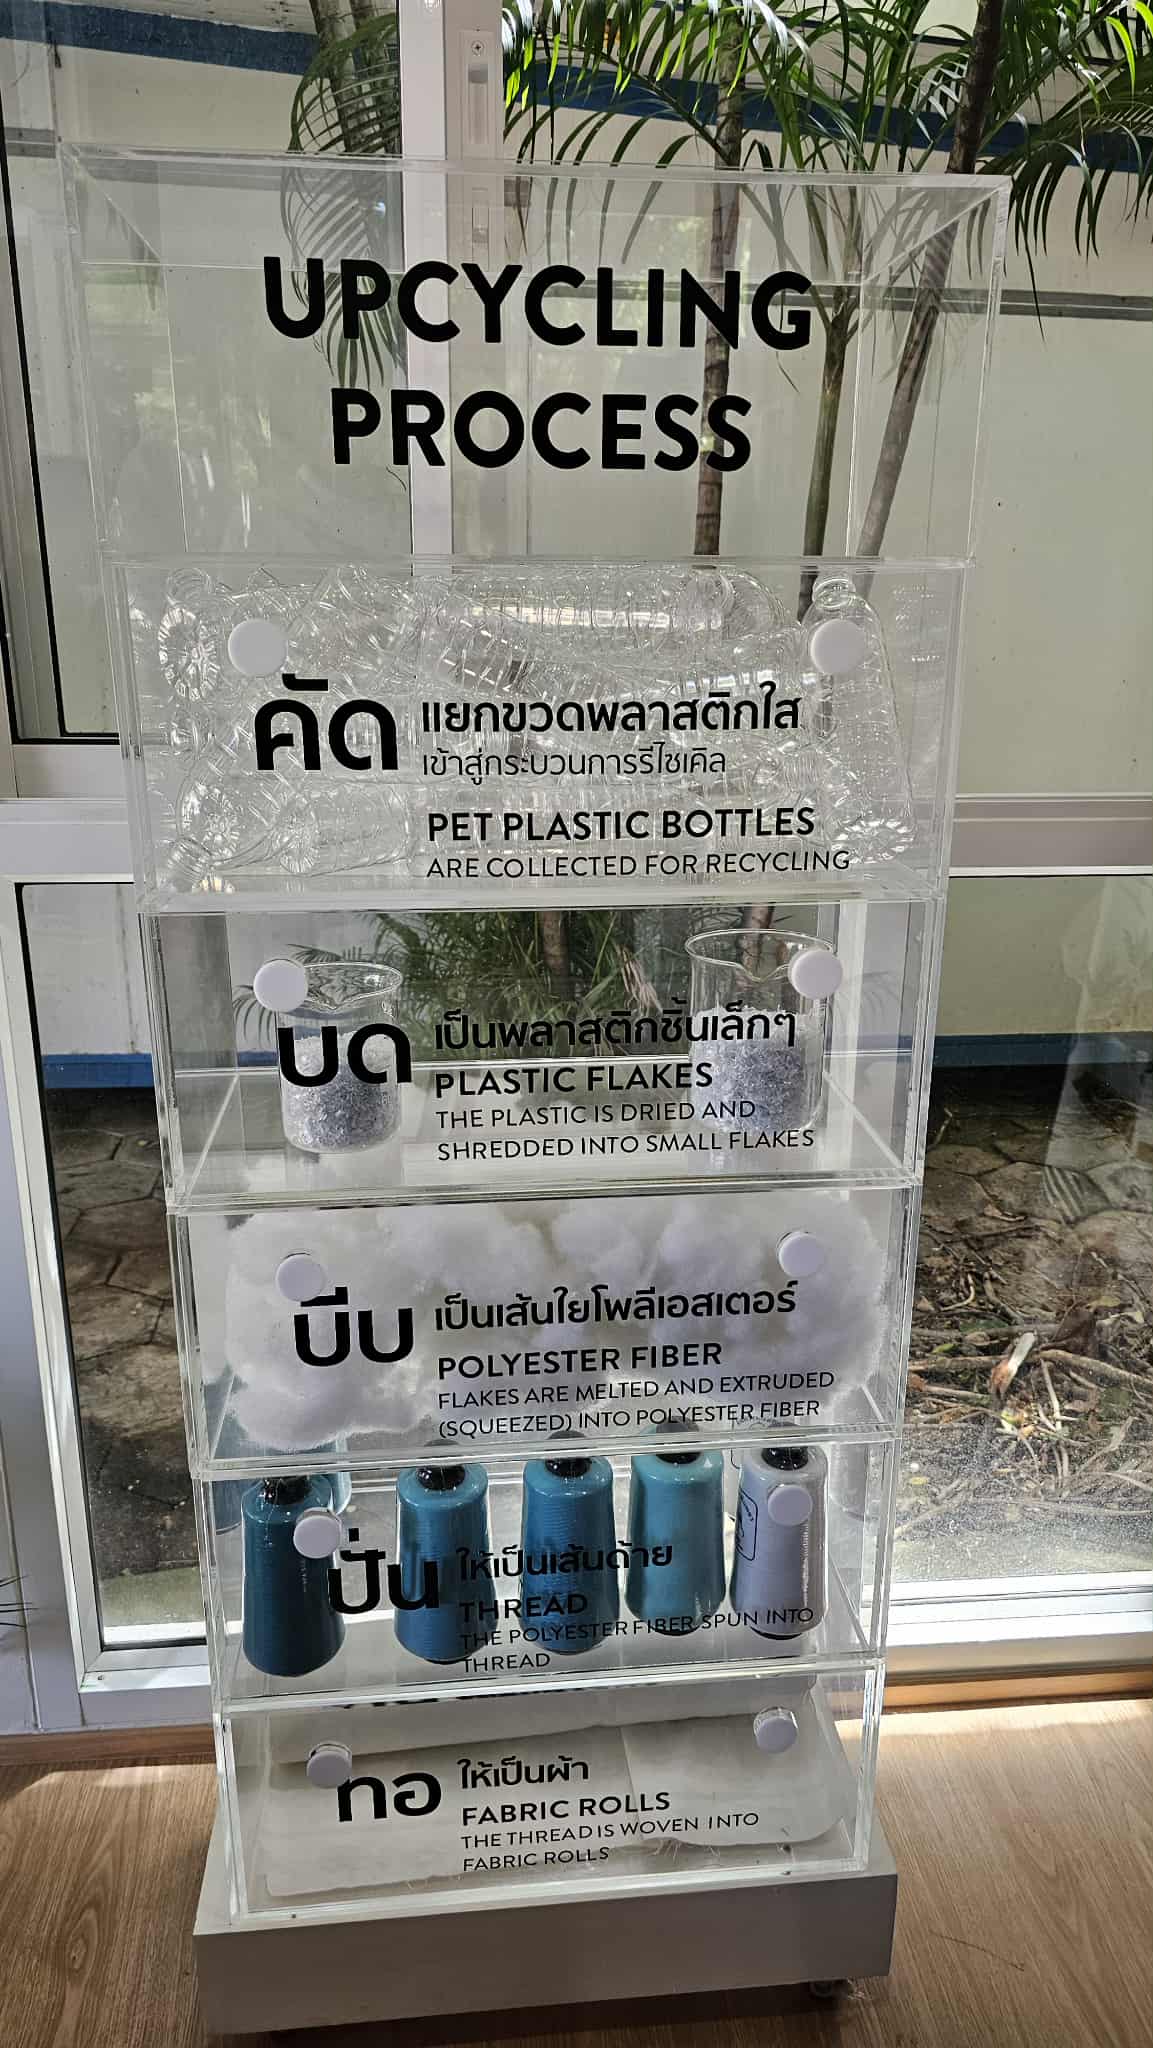 UPCYCLING
PROCESS
คัด
แยกขวดพลาสติกใส
เข้าสู่กระบวนการรีไซเคิล
PET PLASTIC BOTTLES
ARE COLLECTED FOR RECYCLING
บด
เป็นพลาสติกชิ้นเล็กๆ
PLASTIC FLAKES
THE PLASTIC IS DRIED AND
SHREDDED INTO SMALL FLAKES
บีบ
เป็นเส้นใยโพลีเอสเตอร์
POLYESTER FIBER
FLAKES ARE MELTED AND EXTRUDED
(SQUEEZED) INTO POLYESTER FIBER
ปั่น
ให้เป็นเส้นด้าย
THREAD
THE POLYESTER FIBER SPUN INTO
THREAD
ทอ
ให้เป็นผ้า
FABRIC ROLLS
THE THREAD IS WOVEN INTO
FABRIC ROLLS